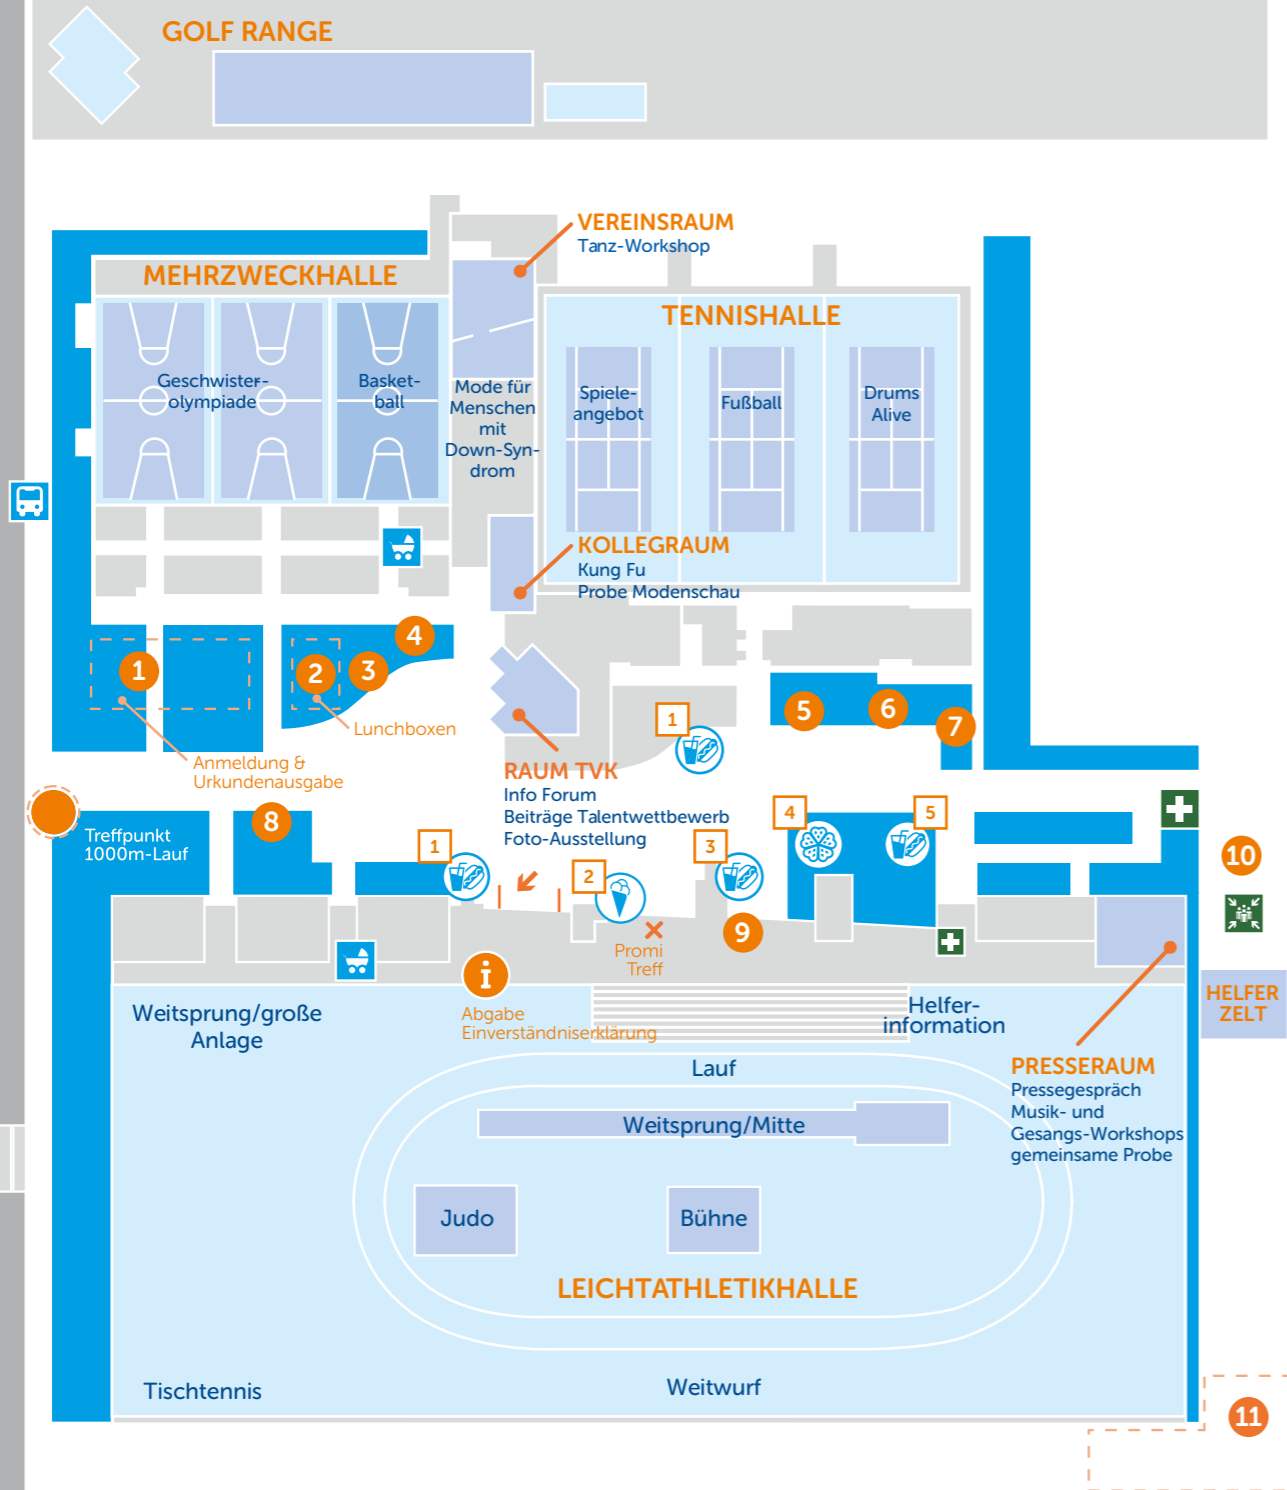 GOLF RANGE
VEREINSRAUM
Tanz-Workshop
MEHRZWECKHALLE
TENNISHALLE
Geschwister-
olympiade
Basket-
ball
Mode für
Menschen
mit
Down-Syn-
drom
Spiele-
angebot
Fußball
Drums
Alive
KOLLEGRAUM
Kung Fu
Probe Modenschau
1
2
3
4
Lunchboxen
Anmeldung &
Urkundenausgabe
5
6
7
1
RAUM TVK
Info Forum
Beiträge Talentwettbewerb
Foto-Ausstellung
Treffpunkt
1000m-Lauf
8
1
2
3
4
5
9
10
Promi
Treff
i
Abgabe
Einverständniserklärung
Weitsprung/große
Anlage
Helfer-
information
HELFER
ZELT
PRESSERAUM
Pressegespräch
Musik- und
Gesangs-Workshops
gemeinsame Probe
Lauf
Weitsprung/Mitte
Judo
Bühne
LEICHTATHLETIKHALLE
Tischtennis
Weitwurf
11